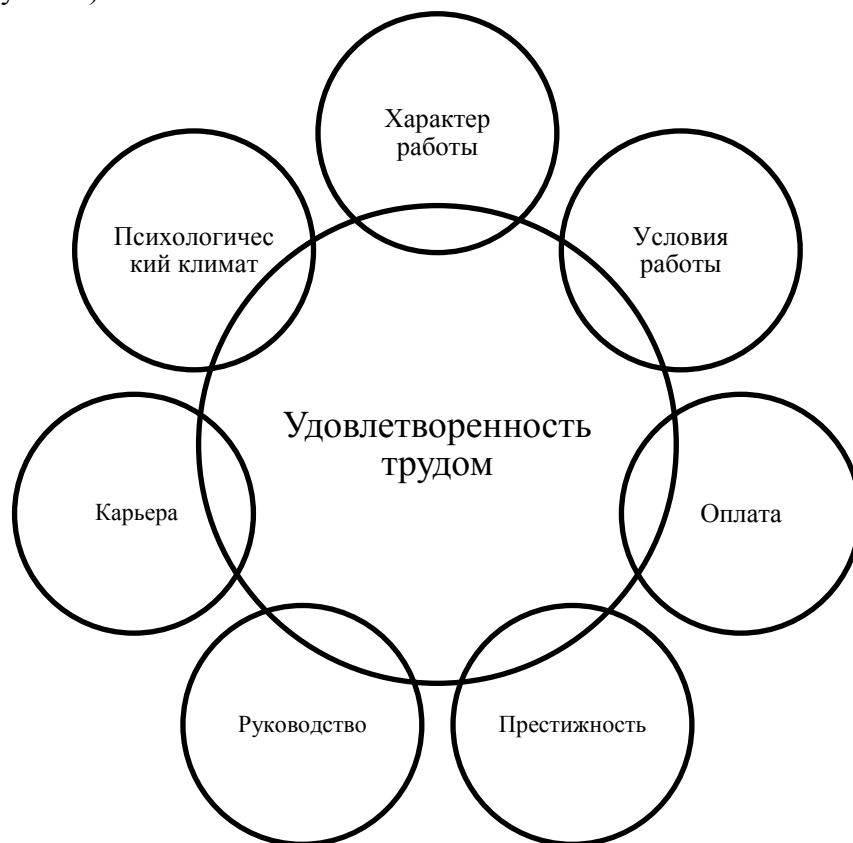 Характер
работы
Психологичес
кий климат
Условия
работы
Удовлетворенность
трудом
Карьера
Оплата
Руководство
Престижность